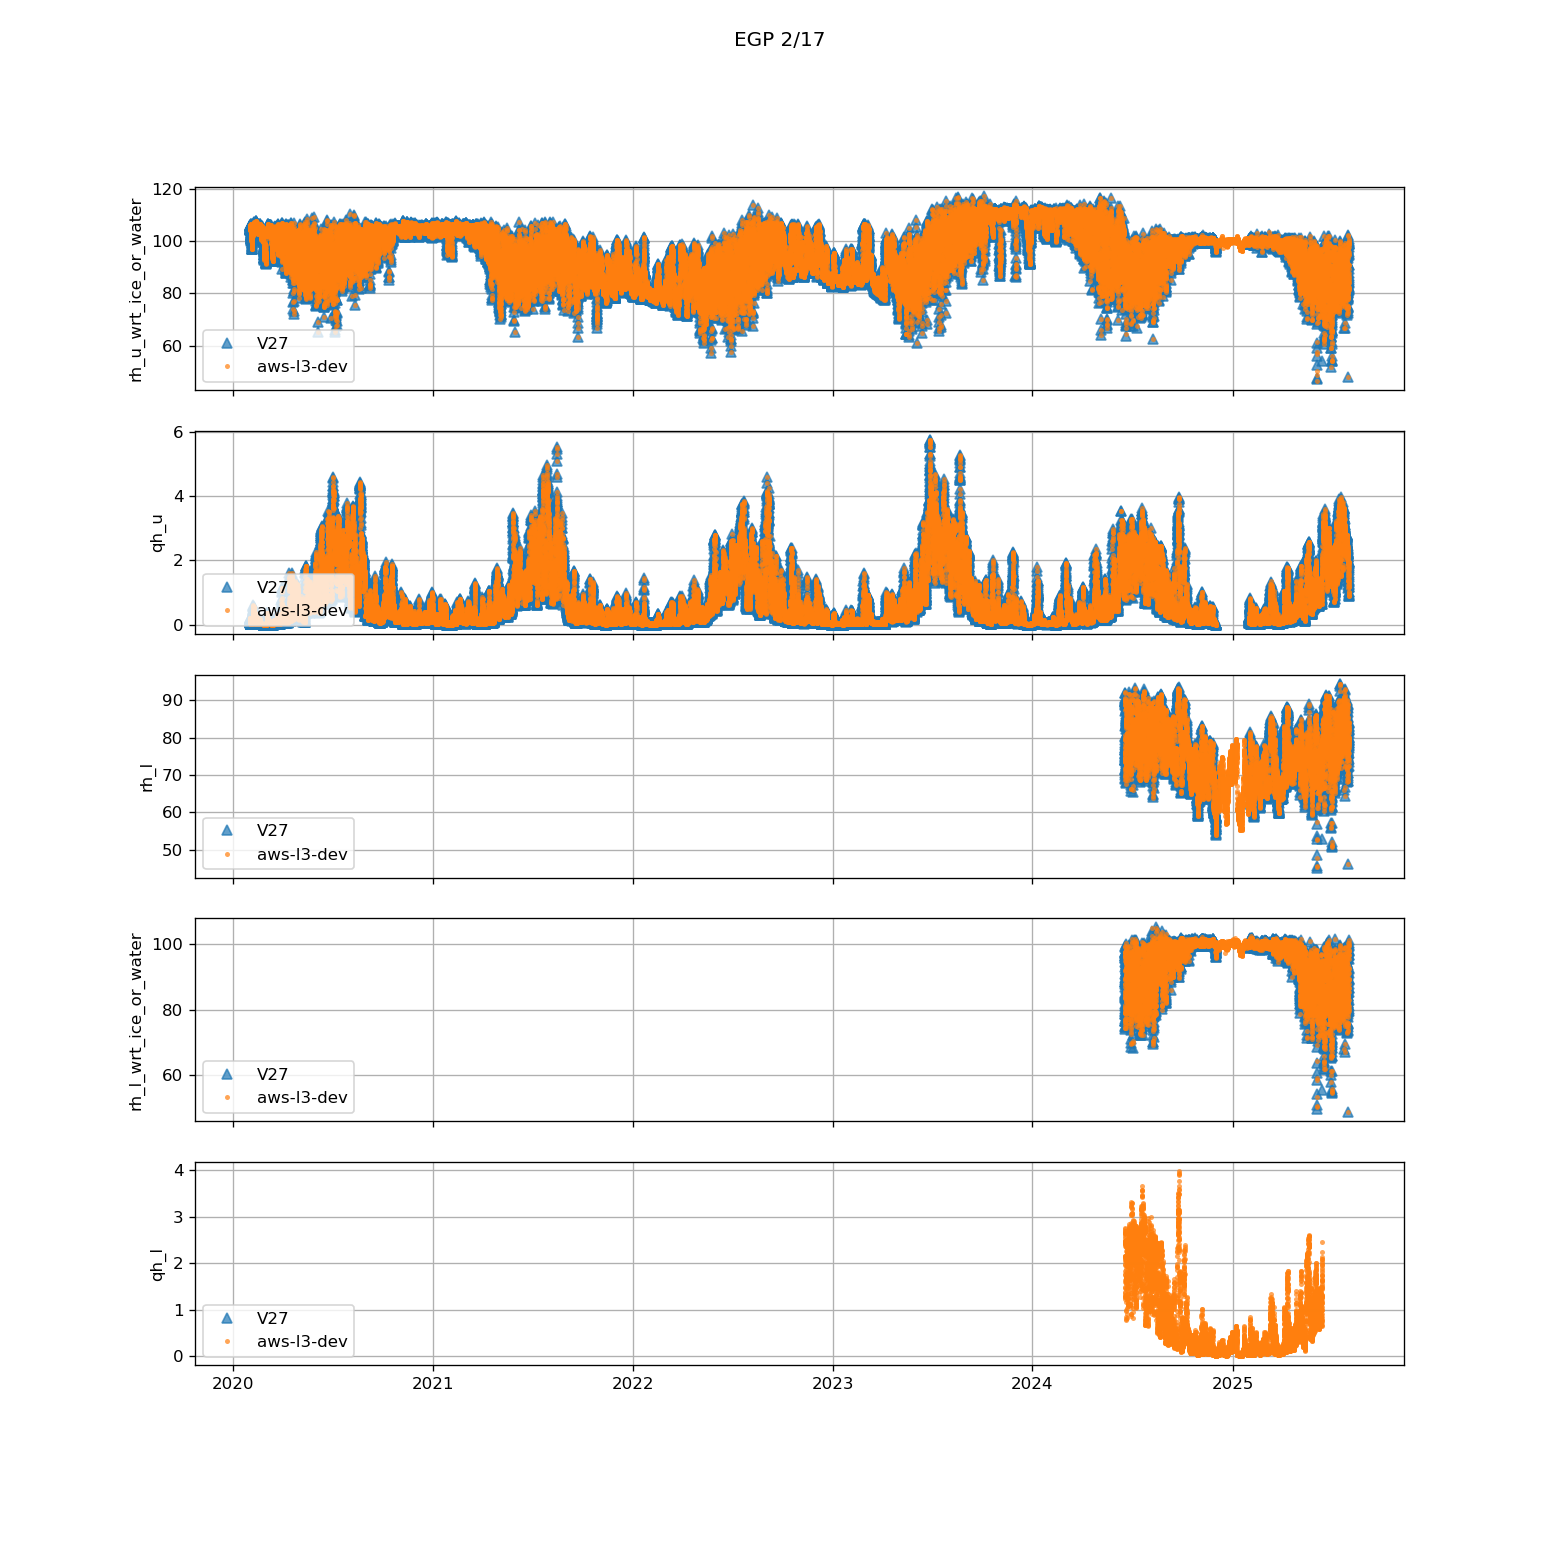 EGP 2/17
rh_u_wrt_ice_or_water
120
100
80
60
V27
aws-l3-dev
qh_u
6
4
2
0
V27
aws-l3-dev
rh_l
90
80
70
60
50
V27
aws-l3-dev
rh_l_wrt_ice_or_water
100
80
60
V27
aws-l3-dev
qh_l
4
3
2
1
0
V27
aws-l3-dev
2020 2021 2022 2023 2024 2025